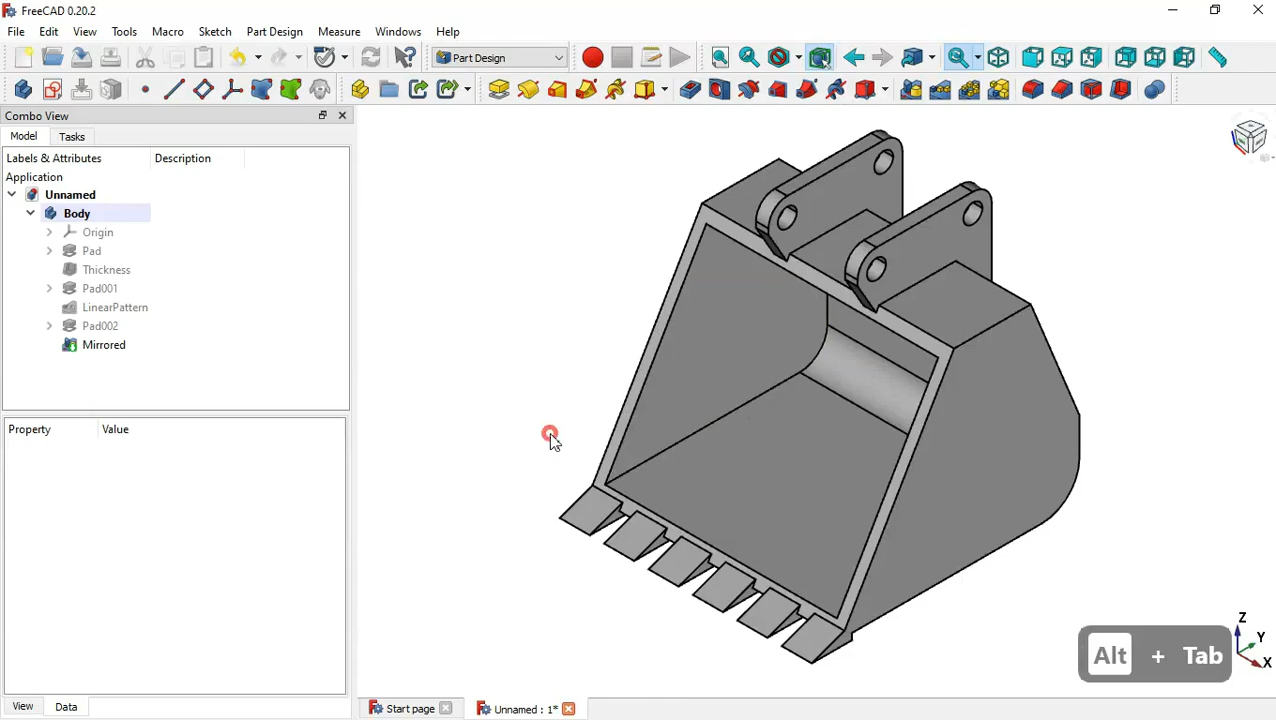 FreeCAD 0.20.2
File Edit View Tools Macro Sketch Part Design Measure Windows Help
Part Design
Combo View
Model Tasks
Labels & Attributes Description
Application
Unnamed
Body
Origin
Pad
Thickness
Pad001
LinearPattern
Pad002
Mirrored
Property Value
View Data
Start page Unnamed : 1*
Alt + Tab
Z
Y
X